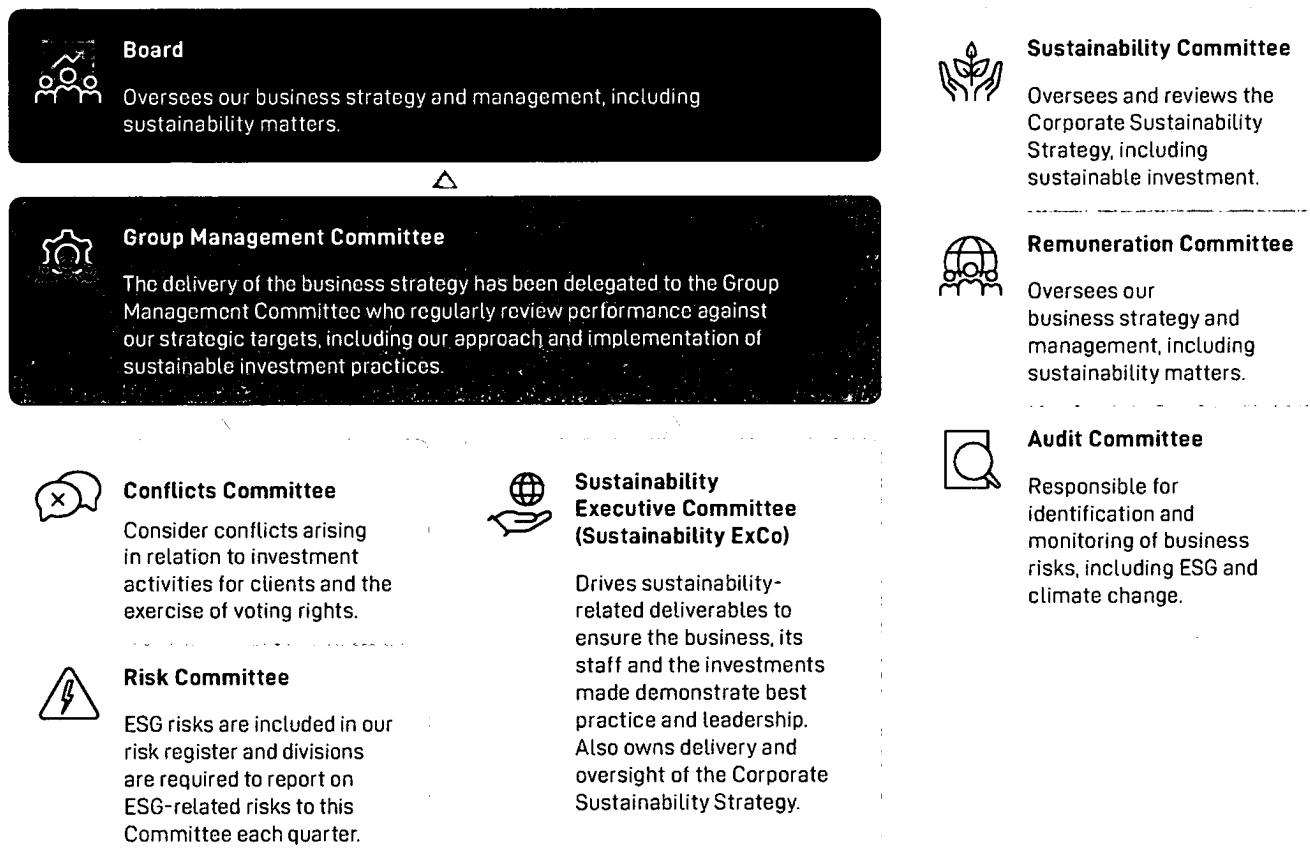 Board
Oversees our business strategy and management, including
sustainability matters.
Group Management Committee
The delivery of the business strategy has been delegated to the Group
Management Committee who regularly review performance against
our strategic targets, including our approach and implementation of
sustainable investment practices.
Conflicts Committee
Consider conflicts arising
in relation to investment
activities for clients and the
exercise of voting rights.
Risk Committee
ESG risks are included in our
risk register and divisions
are required to report on
ESG-related risks to this
Committee each quarter.
Sustainability
Executive Committee
(Sustainability ExCo)
Drives sustainability-
related deliverables to
ensure the business, its
staff and the investments
made demonstrate best
practice and leadership.
Also owns delivery and
oversight of the Corporate
Sustainability Strategy.
Sustainability Committee
Oversees and reviews the
Corporate Sustainability
Strategy, including
sustainable investment.
Remuneration Committee
Oversees our
business strategy and
management, including
sustainability matters.
Audit Committee
Responsible for
identification and
monitoring of business
risks, including ESG and
climate change.